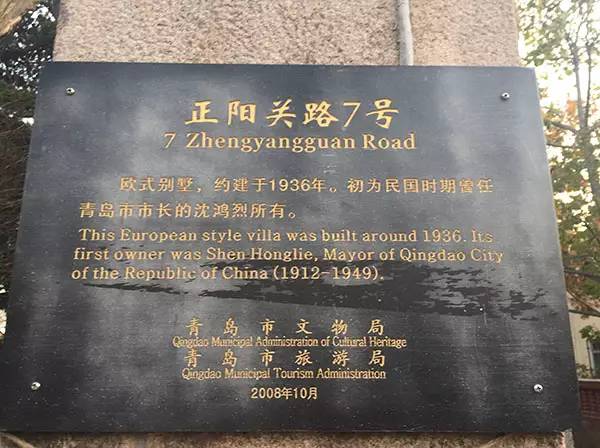 正阳关路7号
7 Zhengyangguan Road
欧式别墅，约建于1936年。初为民国时期曾任
青岛市市长的沈鸿烈所有。
This European style villa was built around 1936. Its
first owner was Shen Honglie, Mayor of Qingdao City
of the Republic of China (1912-1949).
青岛市文物局
Qingdao Municipal Administration of Cultural Heritage
青岛市旅游局
Qingdao Municipal Tourism Administration
2008年10月